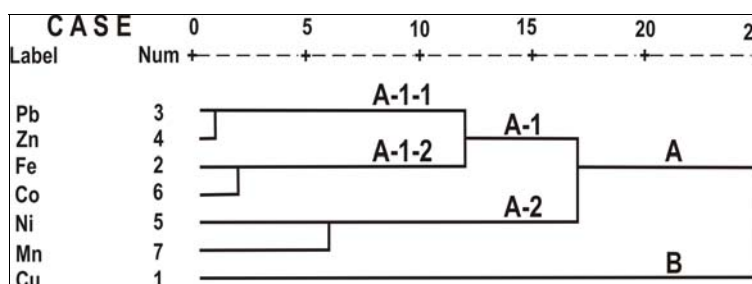 C A S E 0 5 10 15 20 2
Label Num +---------+---------+---------+---------+---------
A-1-1
Pb 3
A-1
Zn 4
A-1-2 A
Fe 2
Co 6
A-2
Ni 5
Mn 7
B
Cu 1